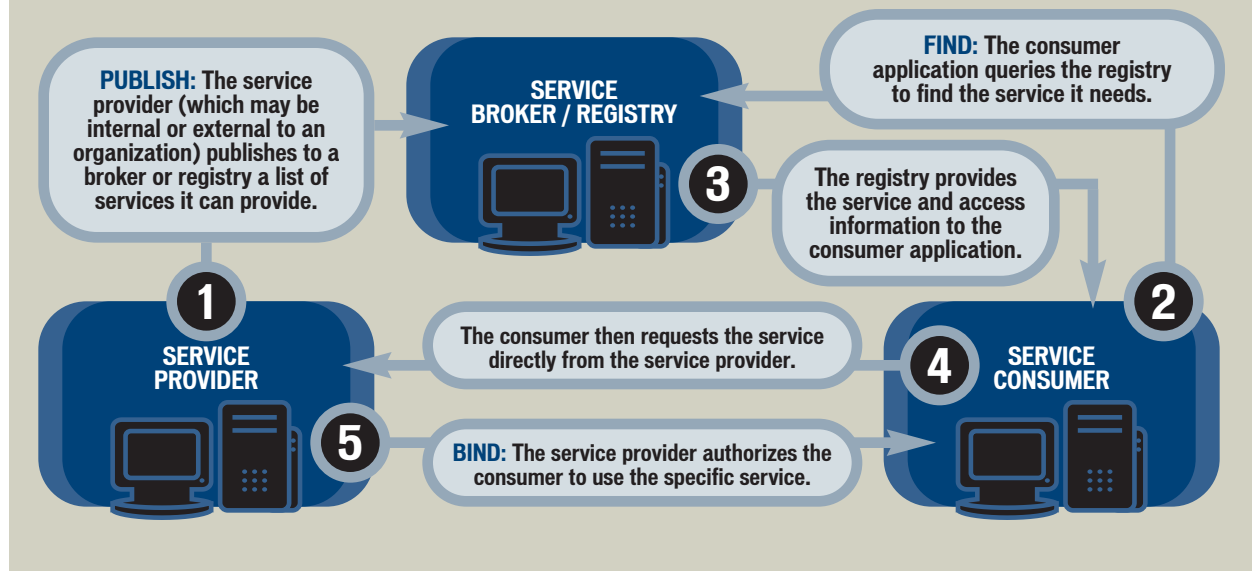 PUBLISH: The service
provider (which may be
internal or external to an
organization) publishes to a
broker or registry a list of
services it can provide.
SERVICE
BROKER / REGISTRY
FIND: The consumer
application queries the registry
to find the service it needs.
3
The registry provides
the service and access
information to the
consumer application.
1
2
SERVICE
PROVIDER
The consumer then requests the service
directly from the service provider.
4
SERVICE
CONSUMER
5
BIND: The service provider authorizes the
consumer to use the specific service.